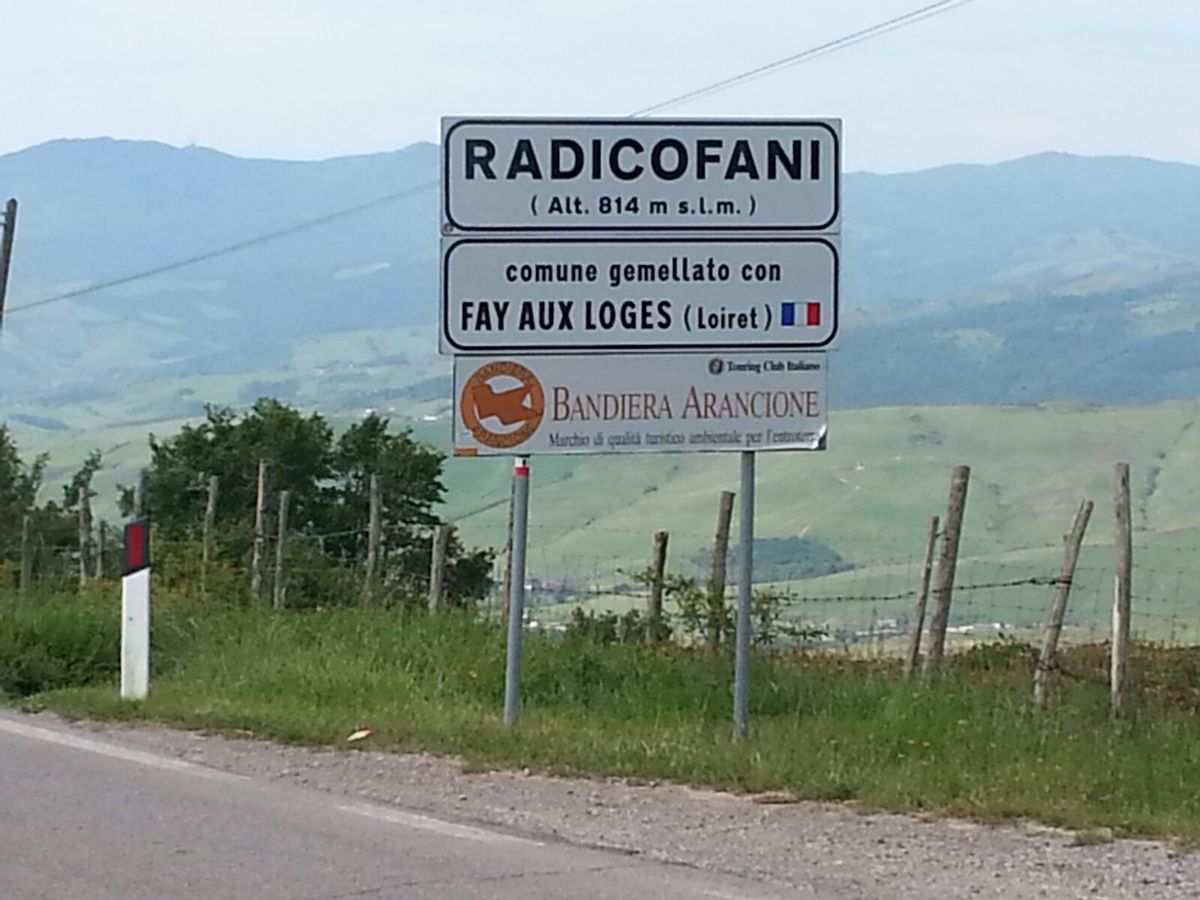 RADICOFANI
( Alt. 814 m s.l.m. )
comune gemellato con
FAY AUX LOGES (Loiret)
Touring Club Italiano
BANDIERA ARANCIONE
Marchio di qualità turistico ambientale per l'entroterra